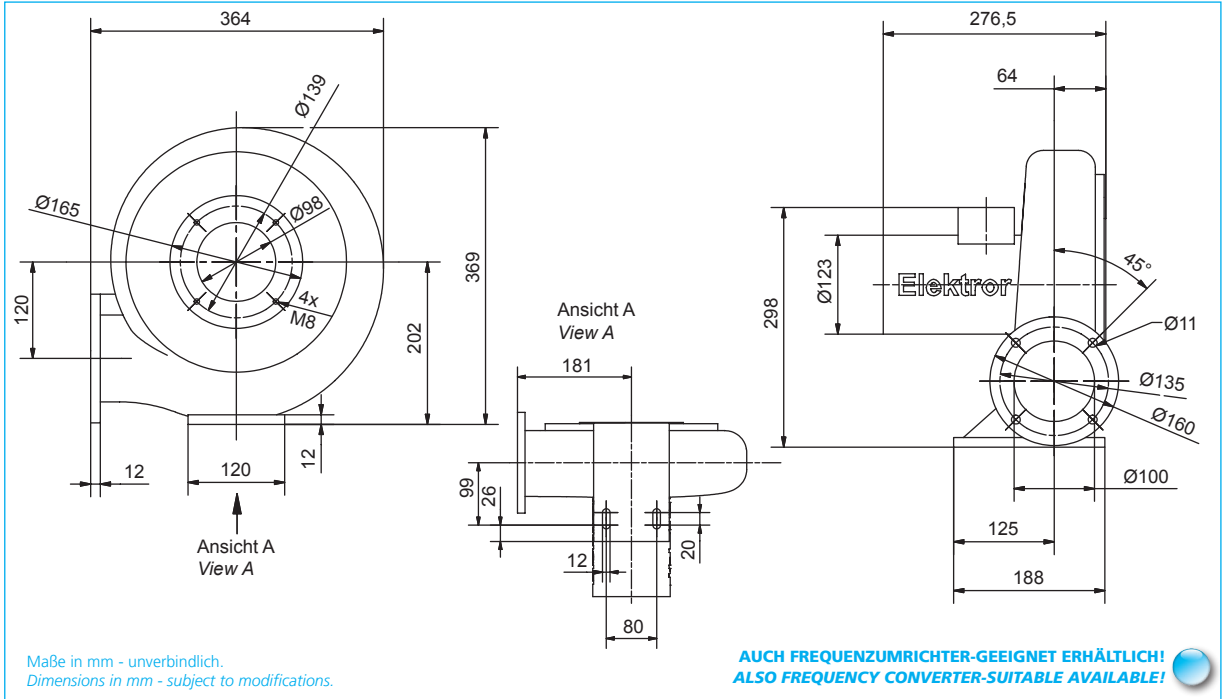 364
Ø139
Ø165
Ø98
120
369
4x
M8
202
12
12
120
Ansicht A
View A
Ansicht A
View A
181
99
26
12
20
80
276,5
64
45°
Ø123
298
Elektror
Ø11
Ø135
Ø160
Ø100
125
188
Maße in mm - unverbindlich.
Dimensions in mm - subject to modifications.
AUCH FREQUENZUMRICHTER-GEEIGNET ERHÄLTLICH!
ALSO FREQUENCY CONVERTER-SUITABLE AVAILABLE!